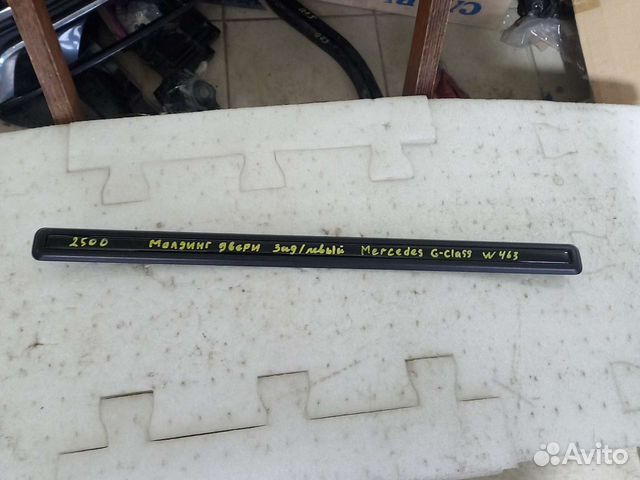 2500 Молдинг двери зад/левый Mercedes G-Class W463
Avito